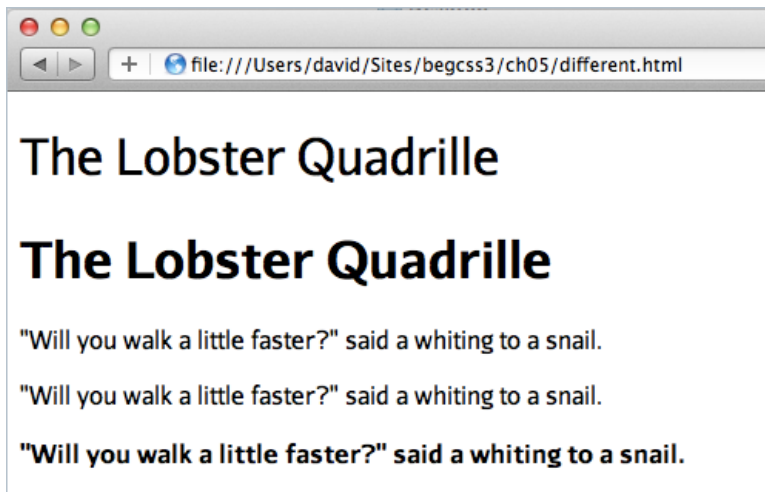 file:///Users/david/Sites/begcss3/ch05/different.html
The Lobster Quadrille
The Lobster Quadrille
"Will you walk a little faster?" said a whiting to a snail.
"Will you walk a little faster?" said a whiting to a snail.
"Will you walk a little faster?" said a whiting to a snail.